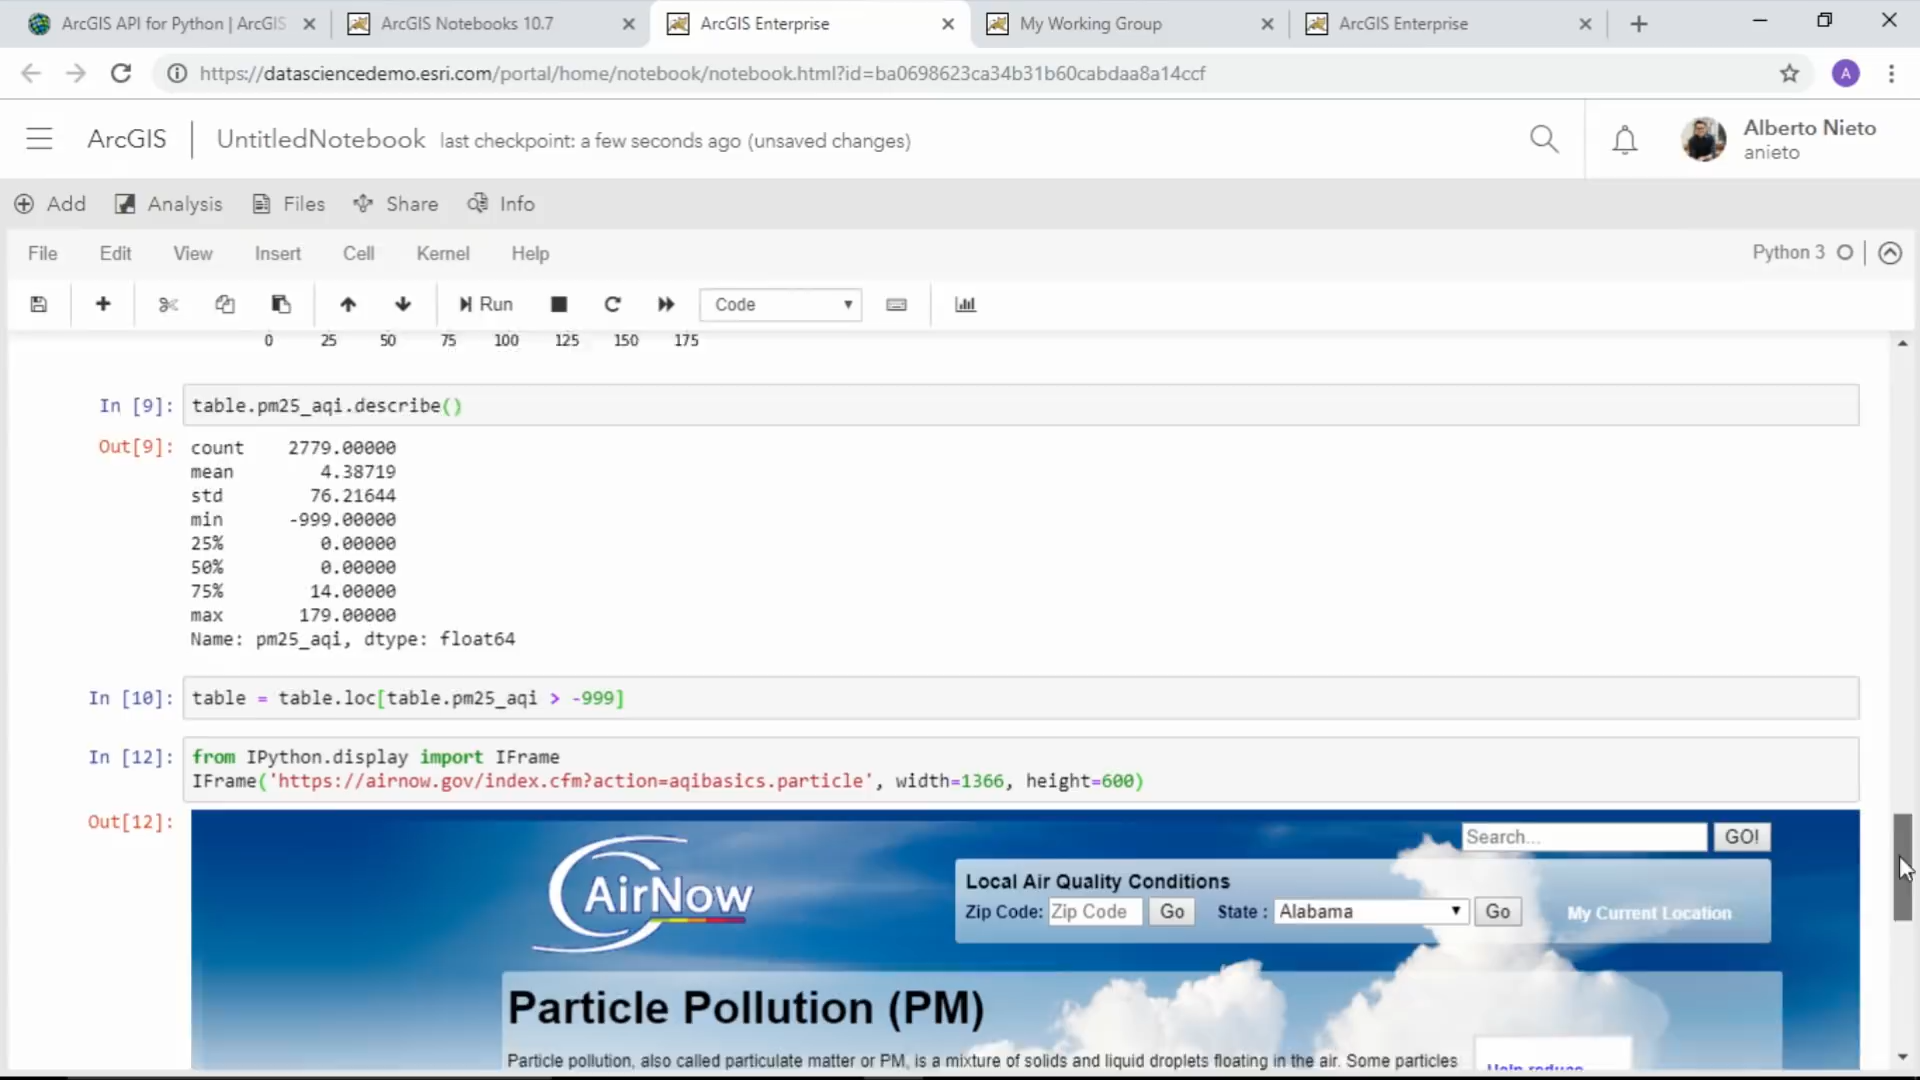 ArcGIS API for Python | ArcGIS
ArcGIS Notebooks 10.7
ArcGIS Enterprise
My Working Group
ArcGIS Enterprise
https://datasciencedemo.esri.com/portal/home/notebook/notebook.html?id=ba0698623ca34b31b60cabdaa8a14ccf
A
ArcGIS
UntitledNotebook last checkpoint: a few seconds ago (unsaved changes)
Alberto Nieto
anieto
Add Analysis Files Share Info
File Edit View Insert Cell Kernel Help
Python 3
Run
Code
0 25 50 75 100 125 150 175
In [9]: table.pm25_aqi.describe()
Out[9]: count 2779.00000
mean 4.38719
std 76.21644
min -999.00000
25% 0.00000
50% 0.00000
75% 14.00000
max 179.00000
Name: pm25_aqi, dtype: float64
In [10]: table = table.loc[table.pm25_aqi > -999]
In [12]: from IPython.display import IFrame
IFrame('https://airnow.gov/index.cfm?action=aqibasics.particle', width=1366, height=600)
Out[12]:
Search... GO!
AirNow
Local Air Quality Conditions
Zip Code: Zip Code Go State : Alabama Go My Current Location
Particle Pollution (PM)
Particle pollution, also called particulate matter or PM, is a mixture of solids and liquid droplets floating in the air. Some particles
Help reduce